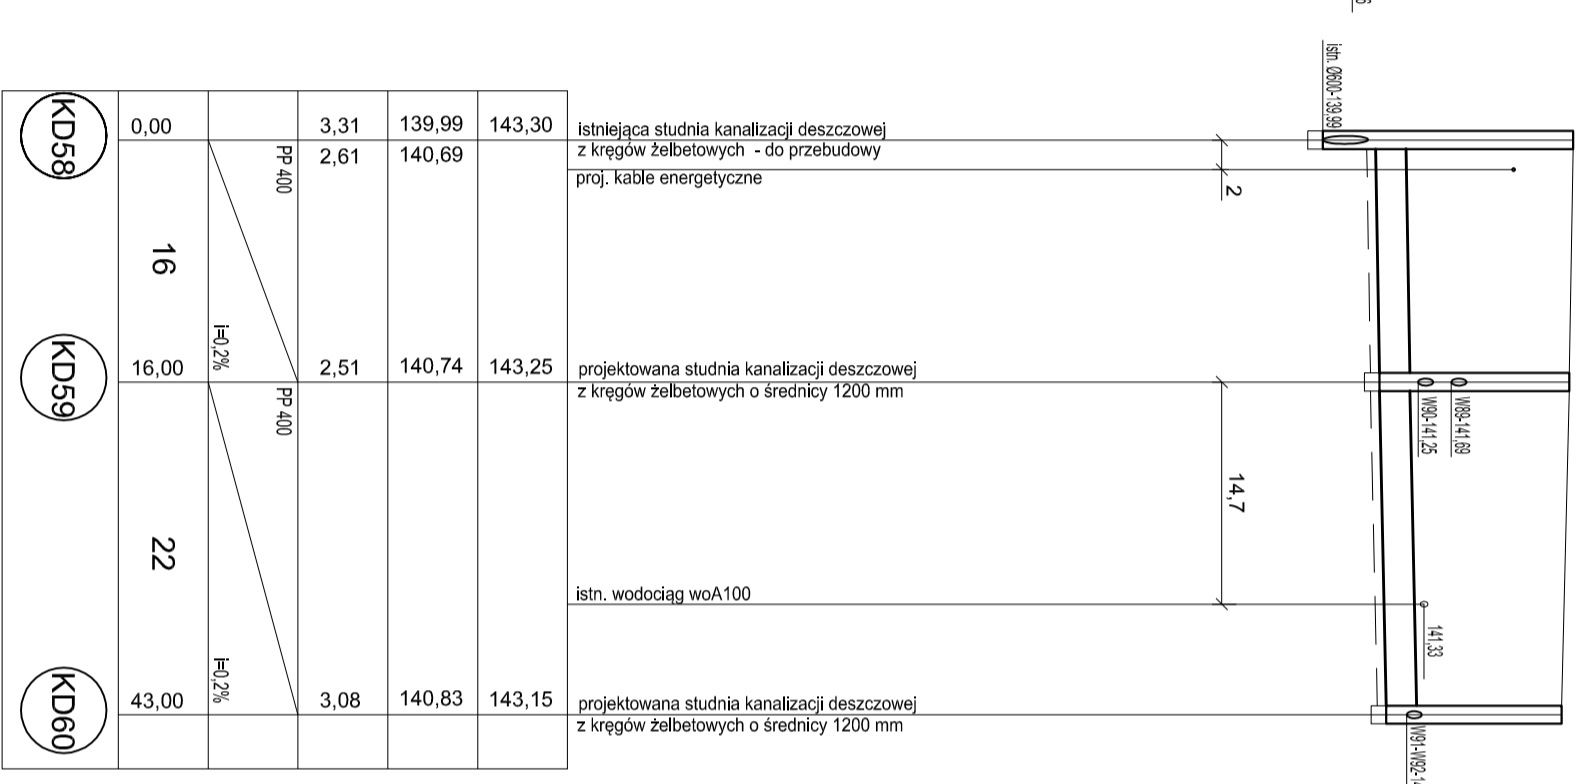 6
istn. Ø600-139,99
KD58
0,00
3,31
139,99
143,30
istniejąca studnia kanalizacji deszczowej
z kręgów żelbetowych - do przebudowy
2,61
140,69
PP 400
proj. kable energetyczne
2
16
i=0,2%
KD59
16,00
2,51
140,74
143,25
projektowana studnia kanalizacji deszczowej
z kręgów żelbetowych o średnicy 1200 mm
PP 400
W90-141,25
W89-141,69
14,7
22
istn. wodociąg woA100
141,33
i=0,2%
KD60
43,00
3,08
140,83
143,15
projektowana studnia kanalizacji deszczowej
z kręgów żelbetowych o średnicy 1200 mm
W91-W92-1